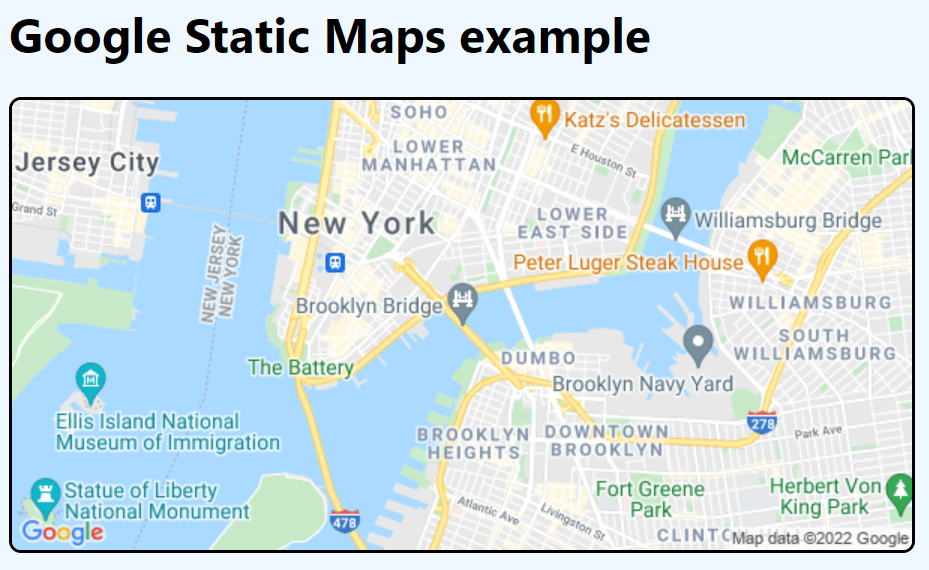 Google Static Maps example
SOHO
Katz's Delicatessen
LOWER
MANHATTAN
E Houston St
McCarren Parl
Jersey City
Grand St
New York
LOWER
EAST SIDE
Williamsburg Bridge
NEW JERSEY
NEW YORK
Peter Luger Steak House
Brooklyn Bridge
WILLIAMSBURG
SOUTH
WILLIAMSBURG
The Battery
DUMBO
Brooklyn Navy Yard
Ellis Island National
Museum of Immigration
BROOKLYN
HEIGHTS
DOWNTOWN
BROOKLYN
278
Park Ave
Statue of Liberty
National Monument
Fort Greene
Park
Herbert Von
King Park
Atlantic Ave
Livingston St
478
Google
CLINTO
Map data ©2022 Google